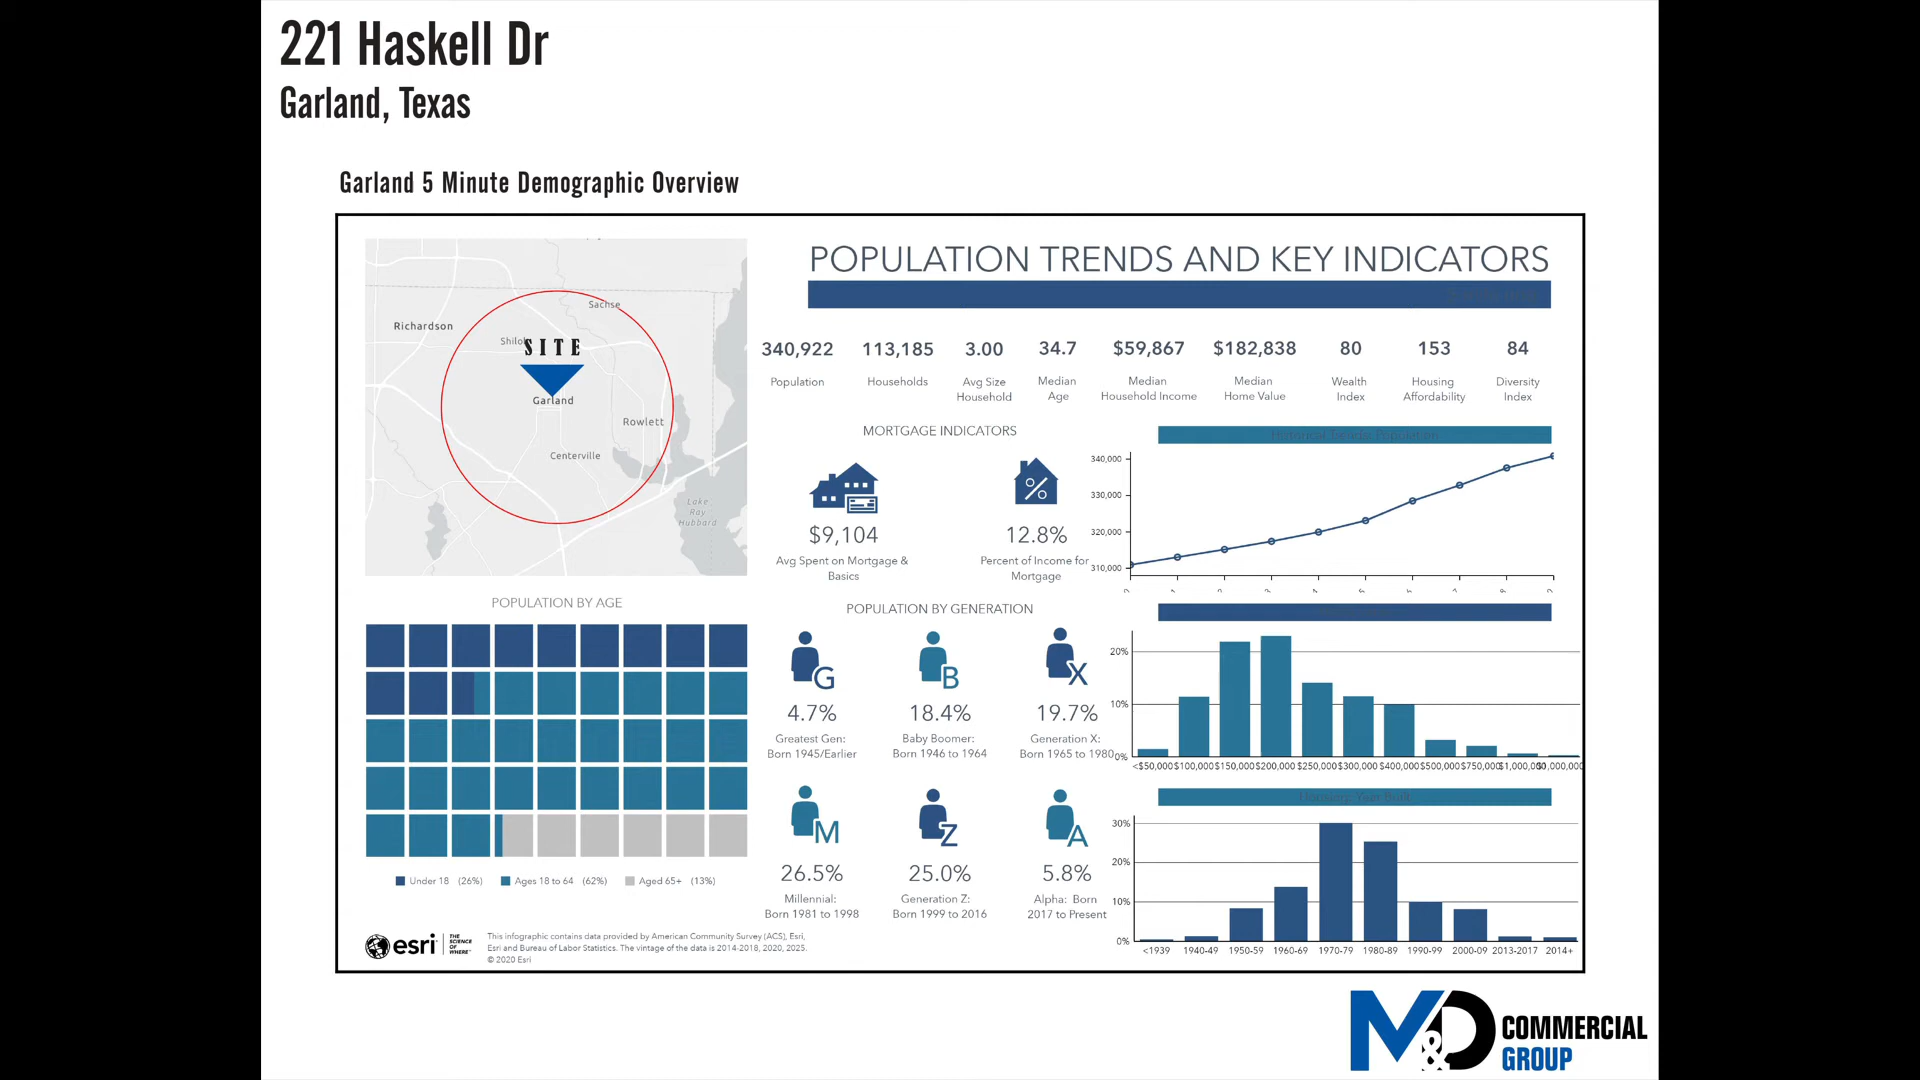 221 Haskell Dr
Garland, Texas
Garland 5 Minute Demographic Overview
Sachse
Richardson
SITE
Garland
Rowlett
Centerville
Lake
Ray
Hubbard
POPULATION TRENDS AND KEY INDICATORS
340,922 113,185 3.00 34.7 $59,867 $182,838 80 153 84
Population Households Avg Size Median Median Median Wealth Housing Diversity
Household Age Household Income Home Value Index Affordability Index
MORTGAGE INDICATORS
$9,104
Avg Spent on Mortgage &
Basics
12.8%
Percent of Income for
Mortgage
Historical Trends: Population
340,000
330,000
320,000
310,000
POPULATION BY AGE
Under 18 (26%) Ages 18 to 64 (62%) Aged 65+ (13%)
POPULATION BY GENERATION
G B X
4.7% 18.4% 19.7%
Greatest Gen: Baby Boomer: Generation X:
Born 1945/Earlier Born 1946 to 1964 Born 1965 to 1980
M Z A
26.5% 25.0% 5.8%
Millennial: Generation Z: Alpha: Born
Born 1981 to 1998 Born 1999 to 2016 2017 to Present
20%
10%
0%
<$50,000 $100,000 $150,000 $200,000 $250,000 $300,000 $400,000 $500,000 $750,000 $1,000,000
Housing: Year Built
30%
20%
10%
0%
<1939 1940-49 1950-59 1960-69 1970-79 1980-89 1990-99 2000-09 2013-2017 2014+
esri THE
SCIENCE
OF
WHERE
This infographic contains data provided by American Community Survey (ACS), Esri,
Esri and Bureau of Labor Statistics. The vintage of the data is 2014-2018, 2020, 2025.
© 2020 Esri
M&D COMMERCIAL
GROUP